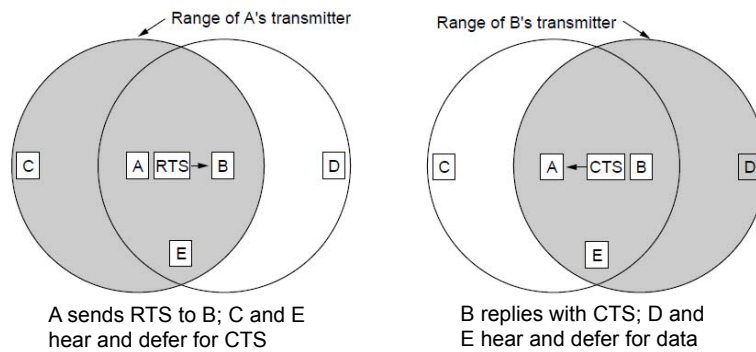 Range of A's transmitter
C
A
RTS
B
D
E
A sends RTS to B; C and E
hear and defer for CTS
Range of B's transmitter
C
A
CTS
B
D
E
B replies with CTS; D and
E hear and defer for data